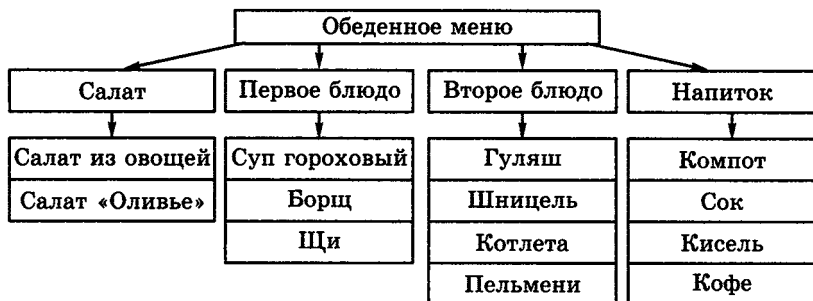 Обеденное меню
Салат Первое блюдо Второе блюдо Напиток
Салат из овощей Суп гороховый Гуляш Компот
Салат «Оливье» Борщ Шницель Сок
Щи Котлета Кисель
Пельмени Кофе